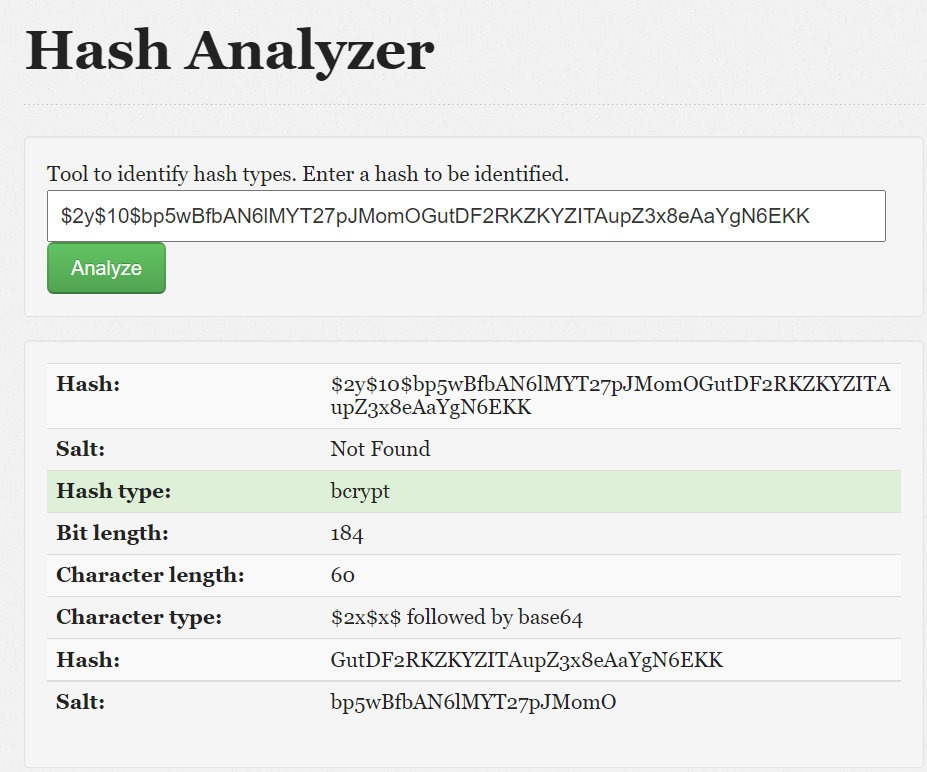 Hash Analyzer
Tool to identify hash types. Enter a hash to be identified.
$2y$10$bp5wBfbAN6lMYT27pJMomOGutDF2RKZKYZITAupZ3x8eAaYgN6EKK
Analyze
Hash: $2y$10$bp5wBfbAN6lMYT27pJMomOGutDF2RKZKYZITA
upZ3x8eAaYgN6EKK
Salt: Not Found
Hash type: bcrypt
Bit length: 184
Character length: 60
Character type: $2x$x$ followed by base64
Hash: GutDF2RKZKYZITAupZ3x8eAaYgN6EKK
Salt: bp5wBfbAN6lMYT27pJMomO